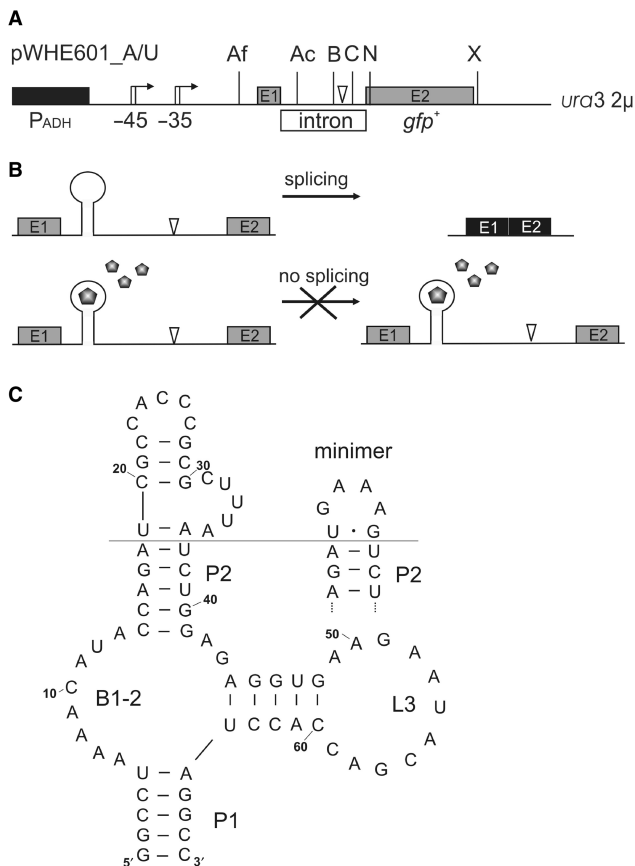 A
pWHE601_A/U
Af Ac B C N X
E1 E2
PADH –45 –35 intron gfp+ ura3 2µ
B
splicing
E1 E2 E1 E2
no splicing
E1 E2 E1 E2
C
minimer
A C C
C C
C – G
G – C
20 C – G 30
C U U U A
U – A
A – U
G – C
A – U
C – G 40
C – G
P2
A U A C 10 A A A A
B1-2
U – A
C – G
C – G
G – C
5′ G – C 3′
P1
A G
A G G U G
U C C A C 60
A A 50 G A A U A C G A C C
L3
G A A A
U · G
A – U
G – C
A – U
P2